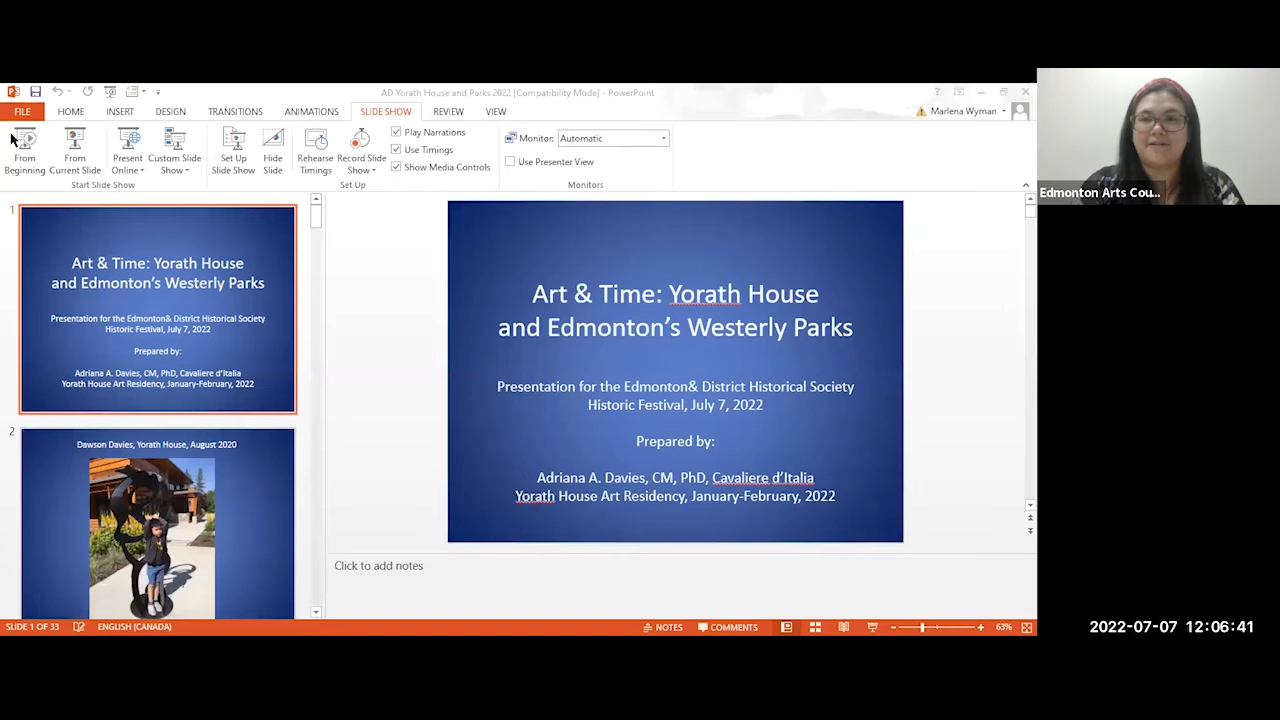 AD Yorath House and Parks 2022 [Compatibility Mode] - PowerPoint
FILE
HOME
INSERT
DESIGN
TRANSITIONS
ANIMATIONS
SLIDE SHOW
REVIEW
VIEW
Marlena Wyman
From Beginning
From Current Slide
Present Online
Custom Slide Show
Set Up Slide Show
Hide Slide
Rehearse Timings
Record Slide Show
Play Narrations
Use Timings
Show Media Controls
Monitor: Automatic
Use Presenter View
Start Slide Show
Set Up
Monitors
Edmonton Arts Cou...
1
Art & Time: Yorath House
and Edmonton's Westerly Parks
Presentation for the Edmonton& District Historical Society
Historic Festival, July 7, 2022
Prepared by:
Adriana A. Davies, CM, PhD, Cavaliere d'Italia
Yorath House Art Residency, January-February, 2022
2
Dawson Davies, Yorath House, August 2020
Art & Time: Yorath House
and Edmonton's Westerly Parks
Presentation for the Edmonton& District Historical Society
Historic Festival, July 7, 2022
Prepared by:
Adriana A. Davies, CM, PhD, Cavaliere d'Italia
Yorath House Art Residency, January-February, 2022
Click to add notes
SLIDE 1 OF 33
ENGLISH (CANADA)
NOTES
COMMENTS
63%
2022-07-07 12:06:41